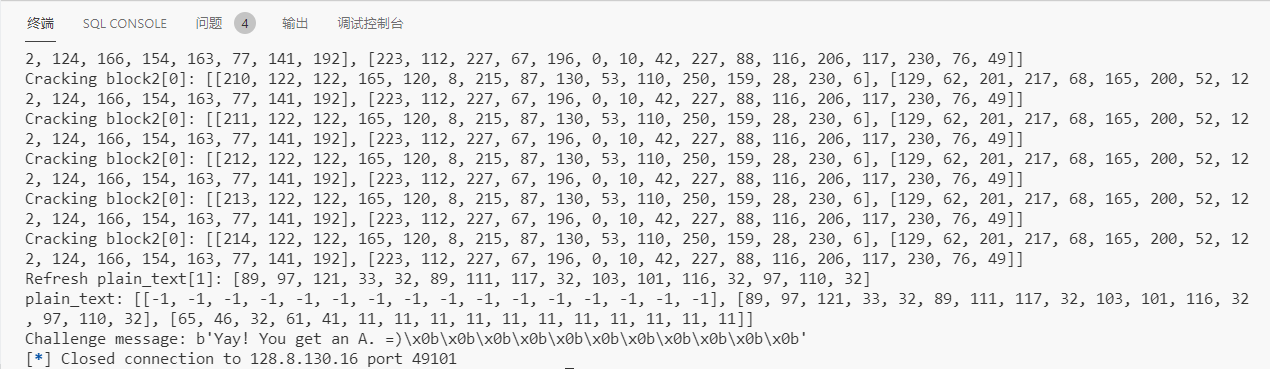 终端 SQL CONSOLE 问题 4 输出 调试控制台
2, 124, 166, 154, 163, 77, 141, 192], [223, 112, 227, 67, 196, 0, 10, 42, 227, 88, 116, 206, 117, 230, 76, 49]]
Cracking block2[0]: [[210, 122, 122, 165, 120, 8, 215, 87, 130, 53, 110, 250, 159, 28, 230, 6], [129, 62, 201, 217, 68, 165, 200, 52, 12
2, 124, 166, 154, 163, 77, 141, 192], [223, 112, 227, 67, 196, 0, 10, 42, 227, 88, 116, 206, 117, 230, 76, 49]]
Cracking block2[0]: [[211, 122, 122, 165, 120, 8, 215, 87, 130, 53, 110, 250, 159, 28, 230, 6], [129, 62, 201, 217, 68, 165, 200, 52, 12
2, 124, 166, 154, 163, 77, 141, 192], [223, 112, 227, 67, 196, 0, 10, 42, 227, 88, 116, 206, 117, 230, 76, 49]]
Cracking block2[0]: [[212, 122, 122, 165, 120, 8, 215, 87, 130, 53, 110, 250, 159, 28, 230, 6], [129, 62, 201, 217, 68, 165, 200, 52, 12
2, 124, 166, 154, 163, 77, 141, 192], [223, 112, 227, 67, 196, 0, 10, 42, 227, 88, 116, 206, 117, 230, 76, 49]]
Cracking block2[0]: [[213, 122, 122, 165, 120, 8, 215, 87, 130, 53, 110, 250, 159, 28, 230, 6], [129, 62, 201, 217, 68, 165, 200, 52, 12
2, 124, 166, 154, 163, 77, 141, 192], [223, 112, 227, 67, 196, 0, 10, 42, 227, 88, 116, 206, 117, 230, 76, 49]]
Cracking block2[0]: [[214, 122, 122, 165, 120, 8, 215, 87, 130, 53, 110, 250, 159, 28, 230, 6], [129, 62, 201, 217, 68, 165, 200, 52, 12
2, 124, 166, 154, 163, 77, 141, 192], [223, 112, 227, 67, 196, 0, 10, 42, 227, 88, 116, 206, 117, 230, 76, 49]]
Refresh plain_text[1]: [89, 97, 121, 33, 32, 89, 111, 117, 32, 103, 101, 116, 32, 97, 110, 32]
plain_text: [[-1, -1, -1, -1, -1, -1, -1, -1, -1, -1, -1, -1, -1, -1, -1, -1], [89, 97, 121, 33, 32, 89, 111, 117, 32, 103, 101, 116, 32
, 97, 110, 32], [65, 46, 32, 61, 41, 11, 11, 11, 11, 11, 11, 11, 11, 11, 11, 11]]
Challenge message: b'Yay! You get an A. =)\x0b\x0b\x0b\x0b\x0b\x0b\x0b\x0b\x0b\x0b\x0b'
[*] Closed connection to 128.8.130.16 port 49101